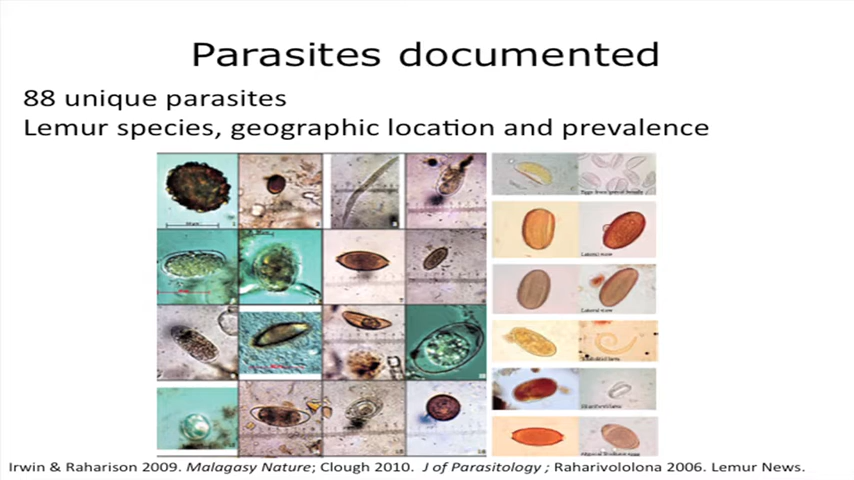 Parasites documented
88 unique parasites
Lemur species, geographic location and prevalence
Irwin & Raharison 2009. Malagasy Nature; Clough 2010. J of Parasitology ; Raharivololona 2006. Lemur News.